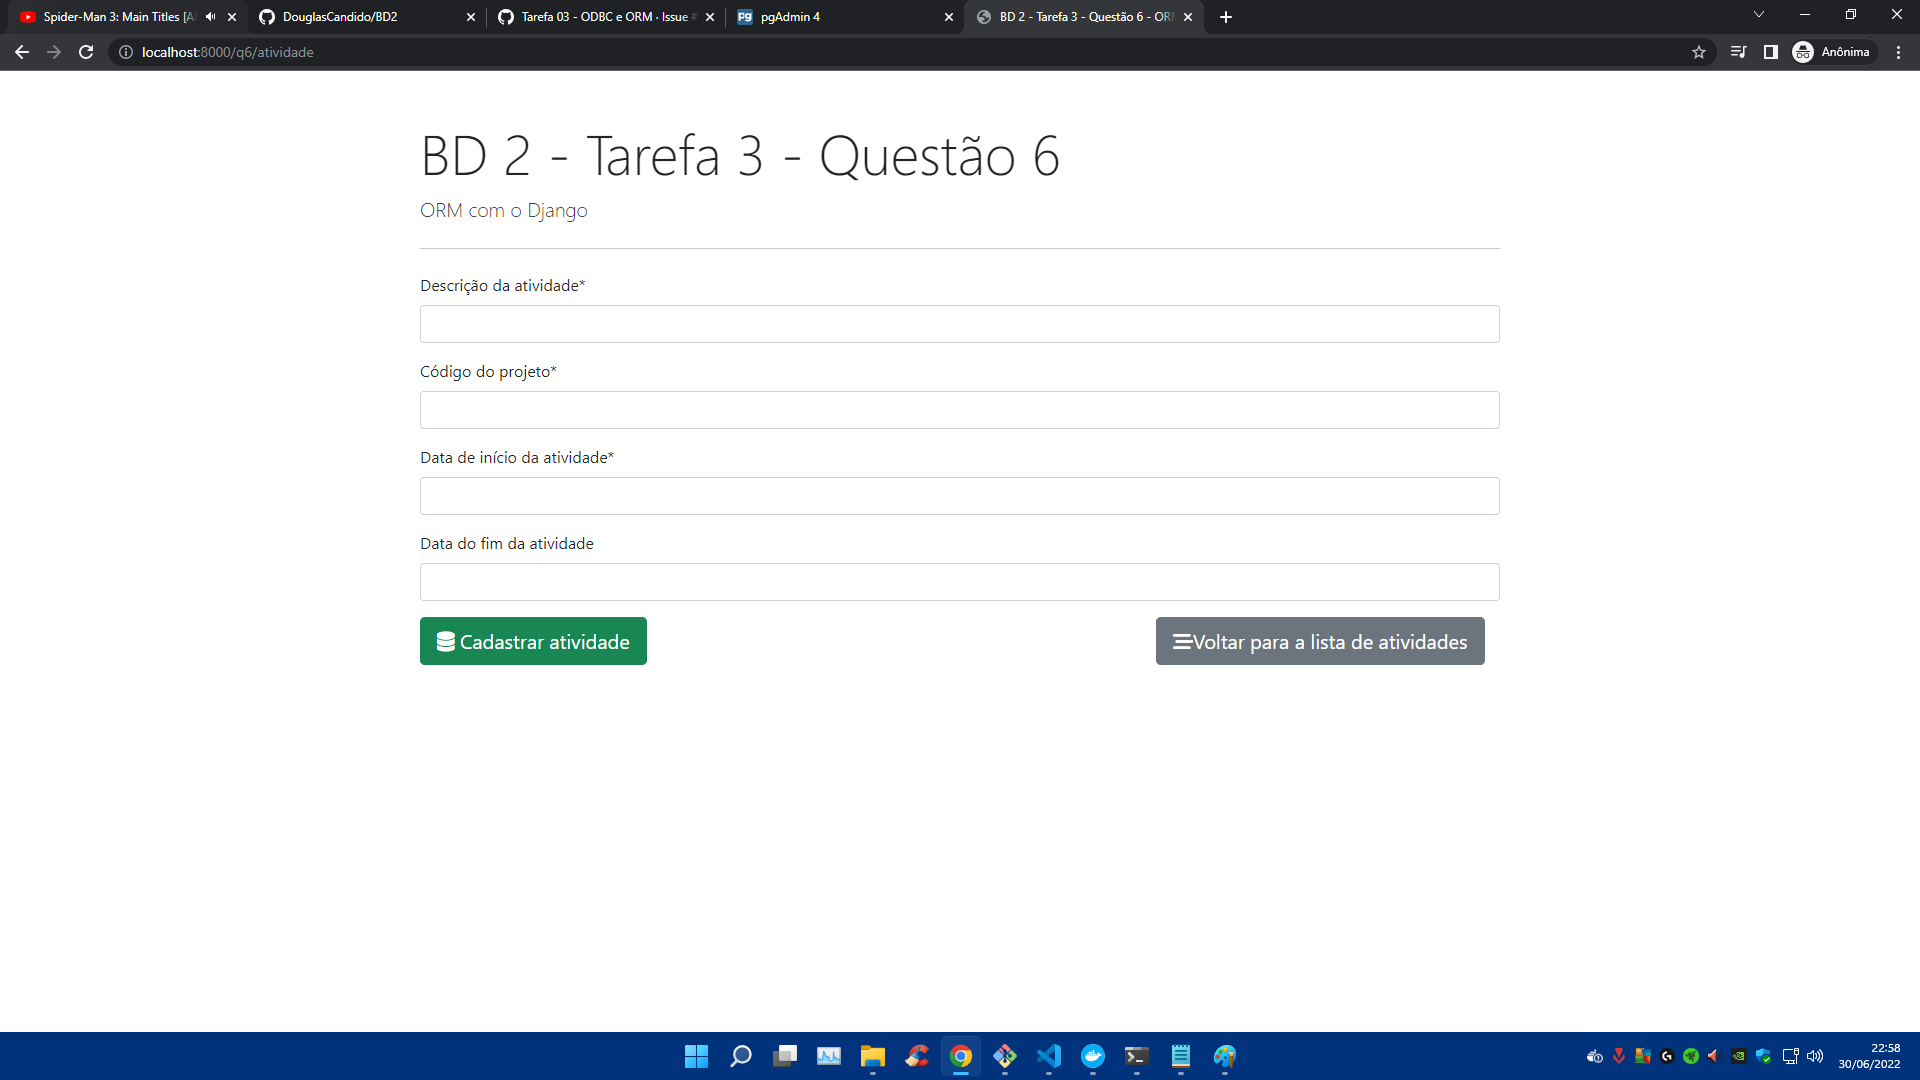 Spider-Man 3: Main Titles [A
DouglasCandido/BD2
Tarefa 03 - ODBC e ORM · Issue #
pgAdmin 4
BD 2 - Tarefa 3 - Questão 6 - OR
localhost:8000/q6/atividade
Anônima
BD 2 - Tarefa 3 - Questão 6
ORM com o Django
Descrição da atividade*
Código do projeto*
Data de início da atividade*
Data do fim da atividade
Cadastrar atividade
Voltar para a lista de atividades
22:58
30/06/2022